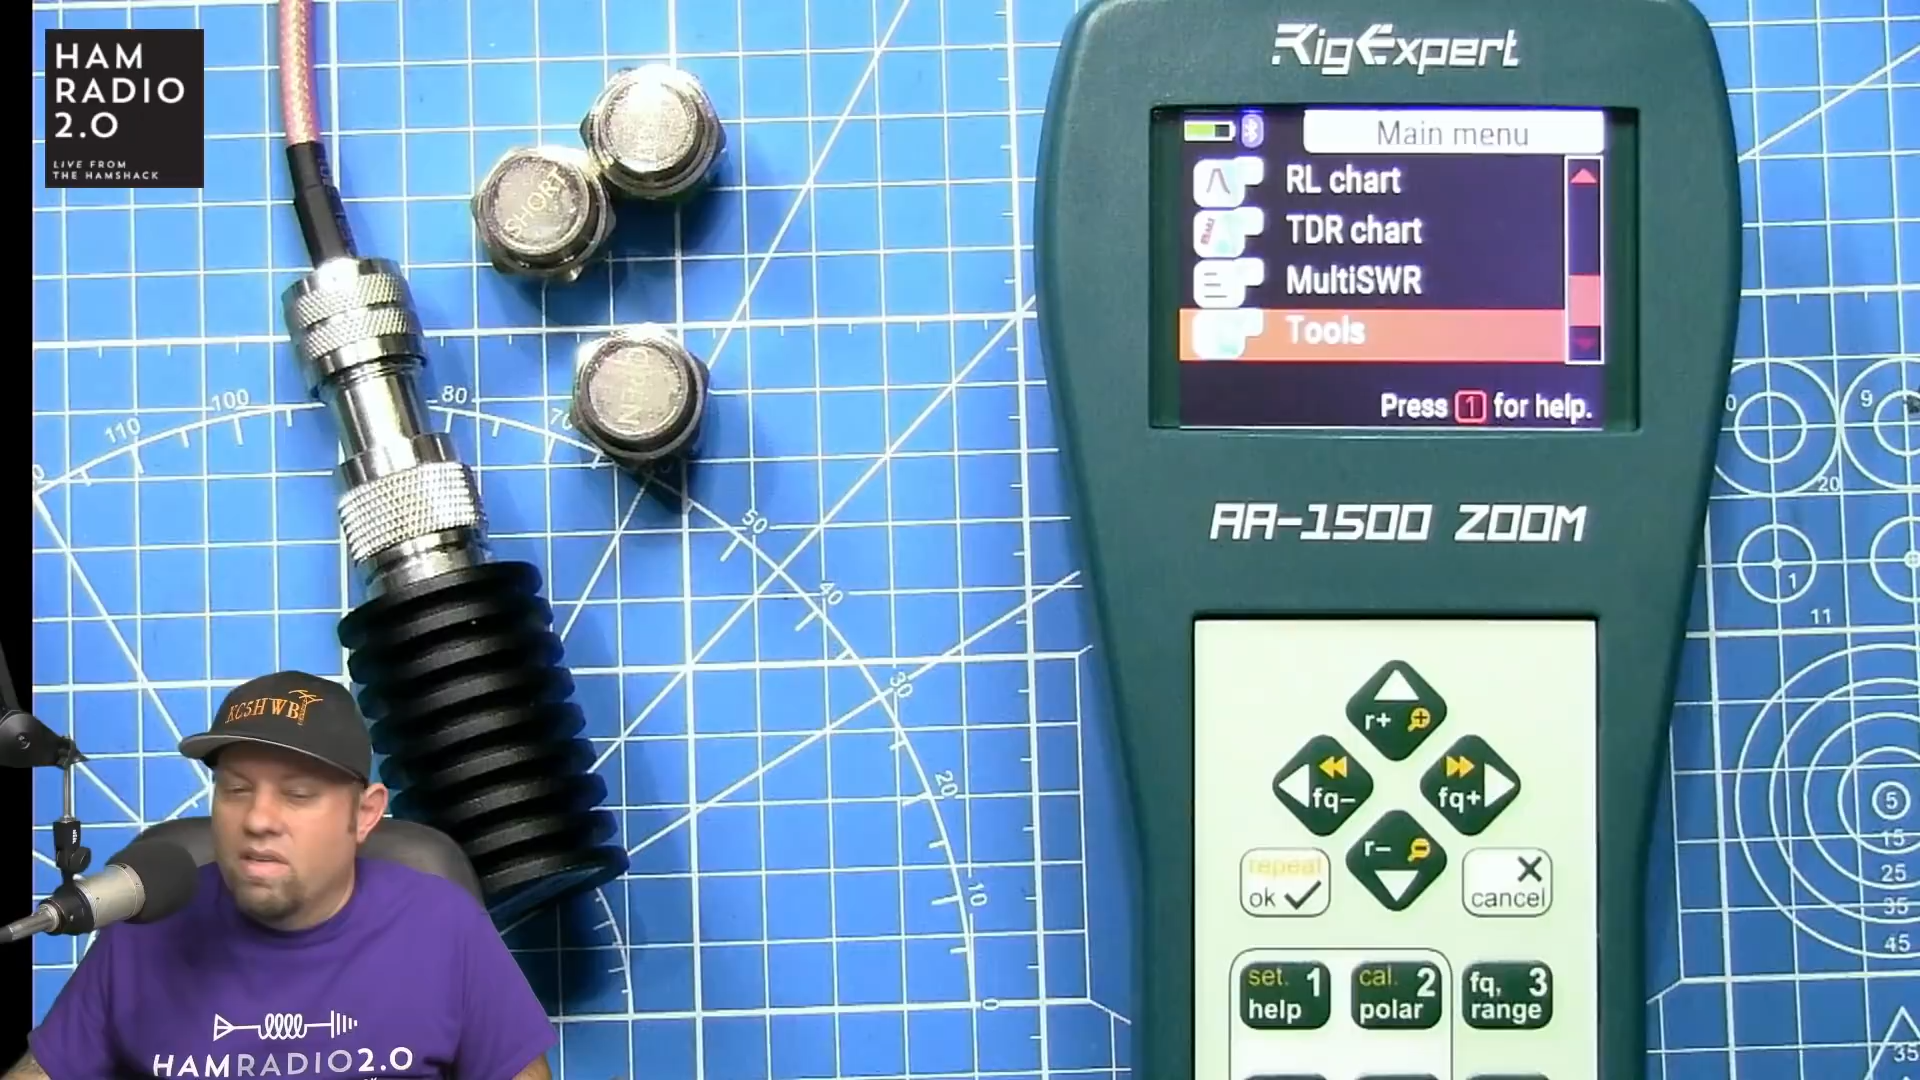 HAM
RADIO
2.0
LIVE FROM
THE HAMSHACK
SHORT
OPEN
RigExpert
Main menu
RL chart
TDR chart
MultiSWR
Tools
Press 1 for help.
AA-1500 ZOOM
r+
fq-
fq+
r-
repeat
ok
cancel
set. 1
help
cal. 2
polar
fq, 3
range
KC5HWB
HAMRADIO2.0
110
100
80
70
50
40
30
20
10
0
0
9
20
1
11
5
15
25
35
45
35